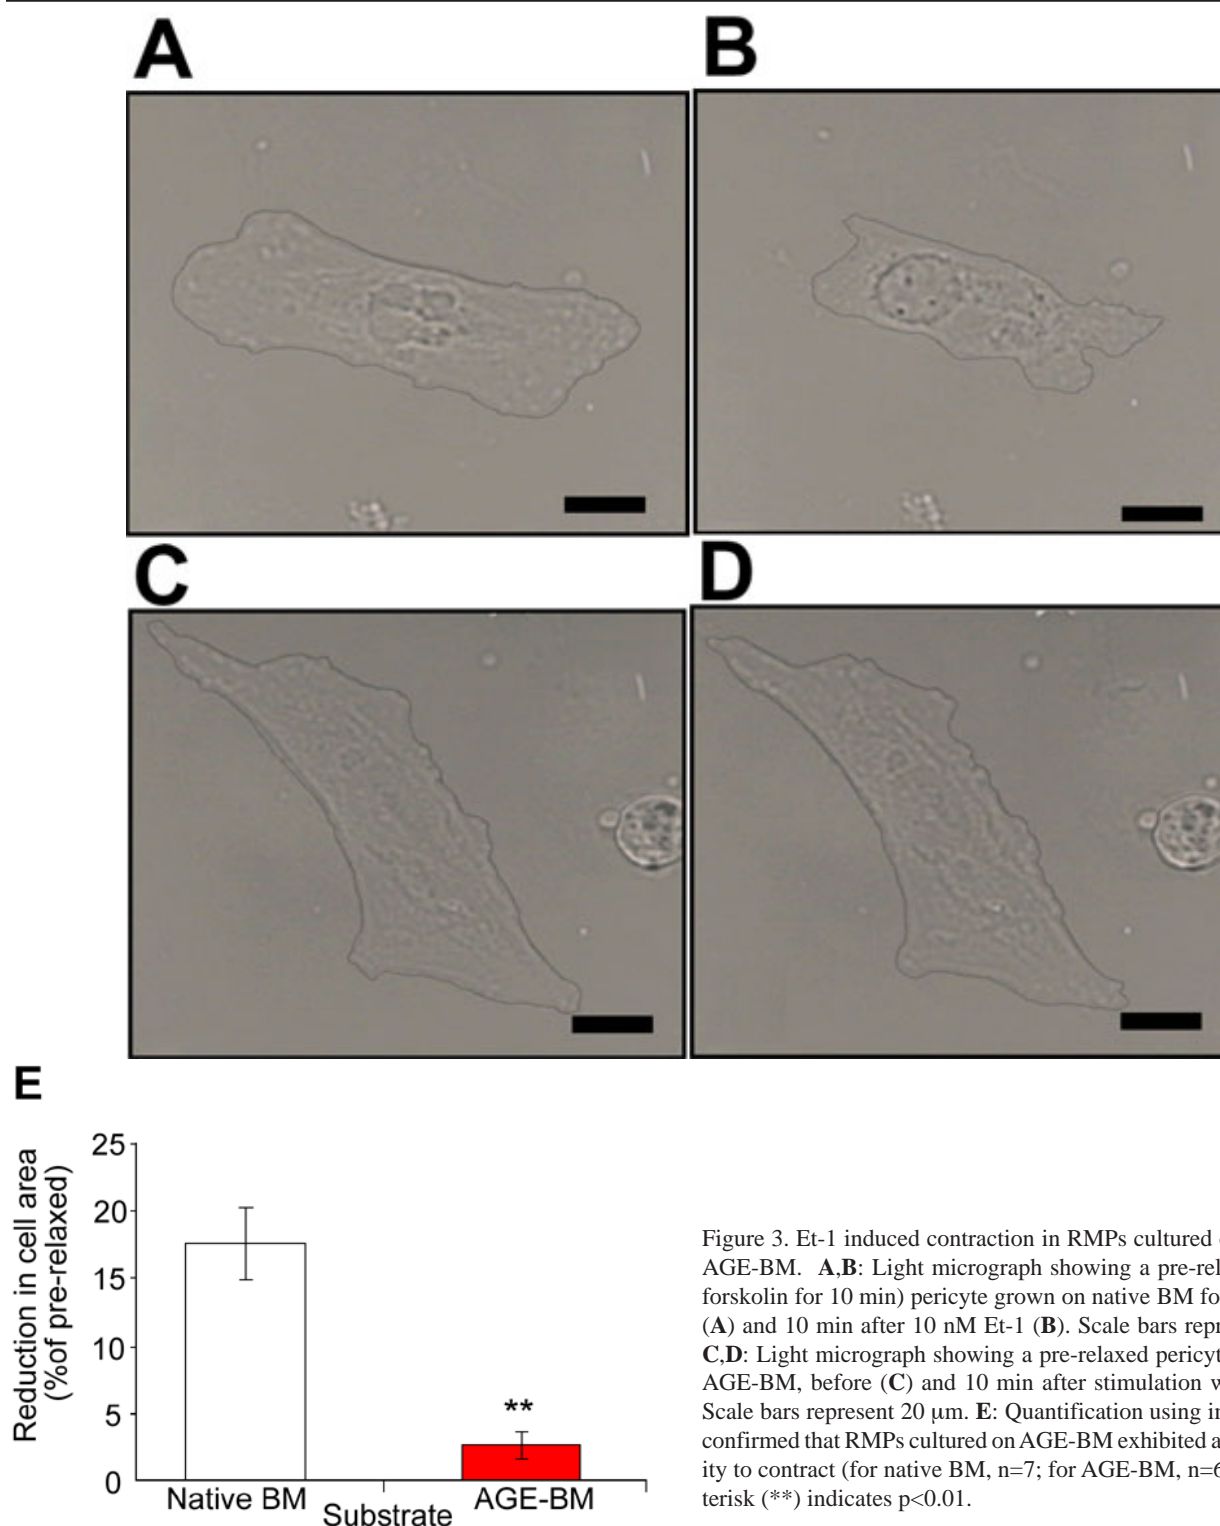 A
B
C
D
E
Reduction in cell area
(%of pre-relaxed)
25
20
15
10
5
0
**
Native BM
AGE-BM
Substrate
Figure 3. Et-1 induced contraction in RMPs cultured
AGE-BM. A,B: Light micrograph showing a pre-rel
forskolin for 10 min) pericyte grown on native BM fo
(A) and 10 min after 10 nM Et-1 (B). Scale bars repr
C,D: Light micrograph showing a pre-relaxed pericyt
AGE-BM, before (C) and 10 min after stimulation w
Scale bars represent 20 μm. E: Quantification using in
confirmed that RMPs cultured on AGE-BM exhibited a
ity to contract (for native BM, n=7; for AGE-BM, n=6
terisk (**) indicates p<0.01.